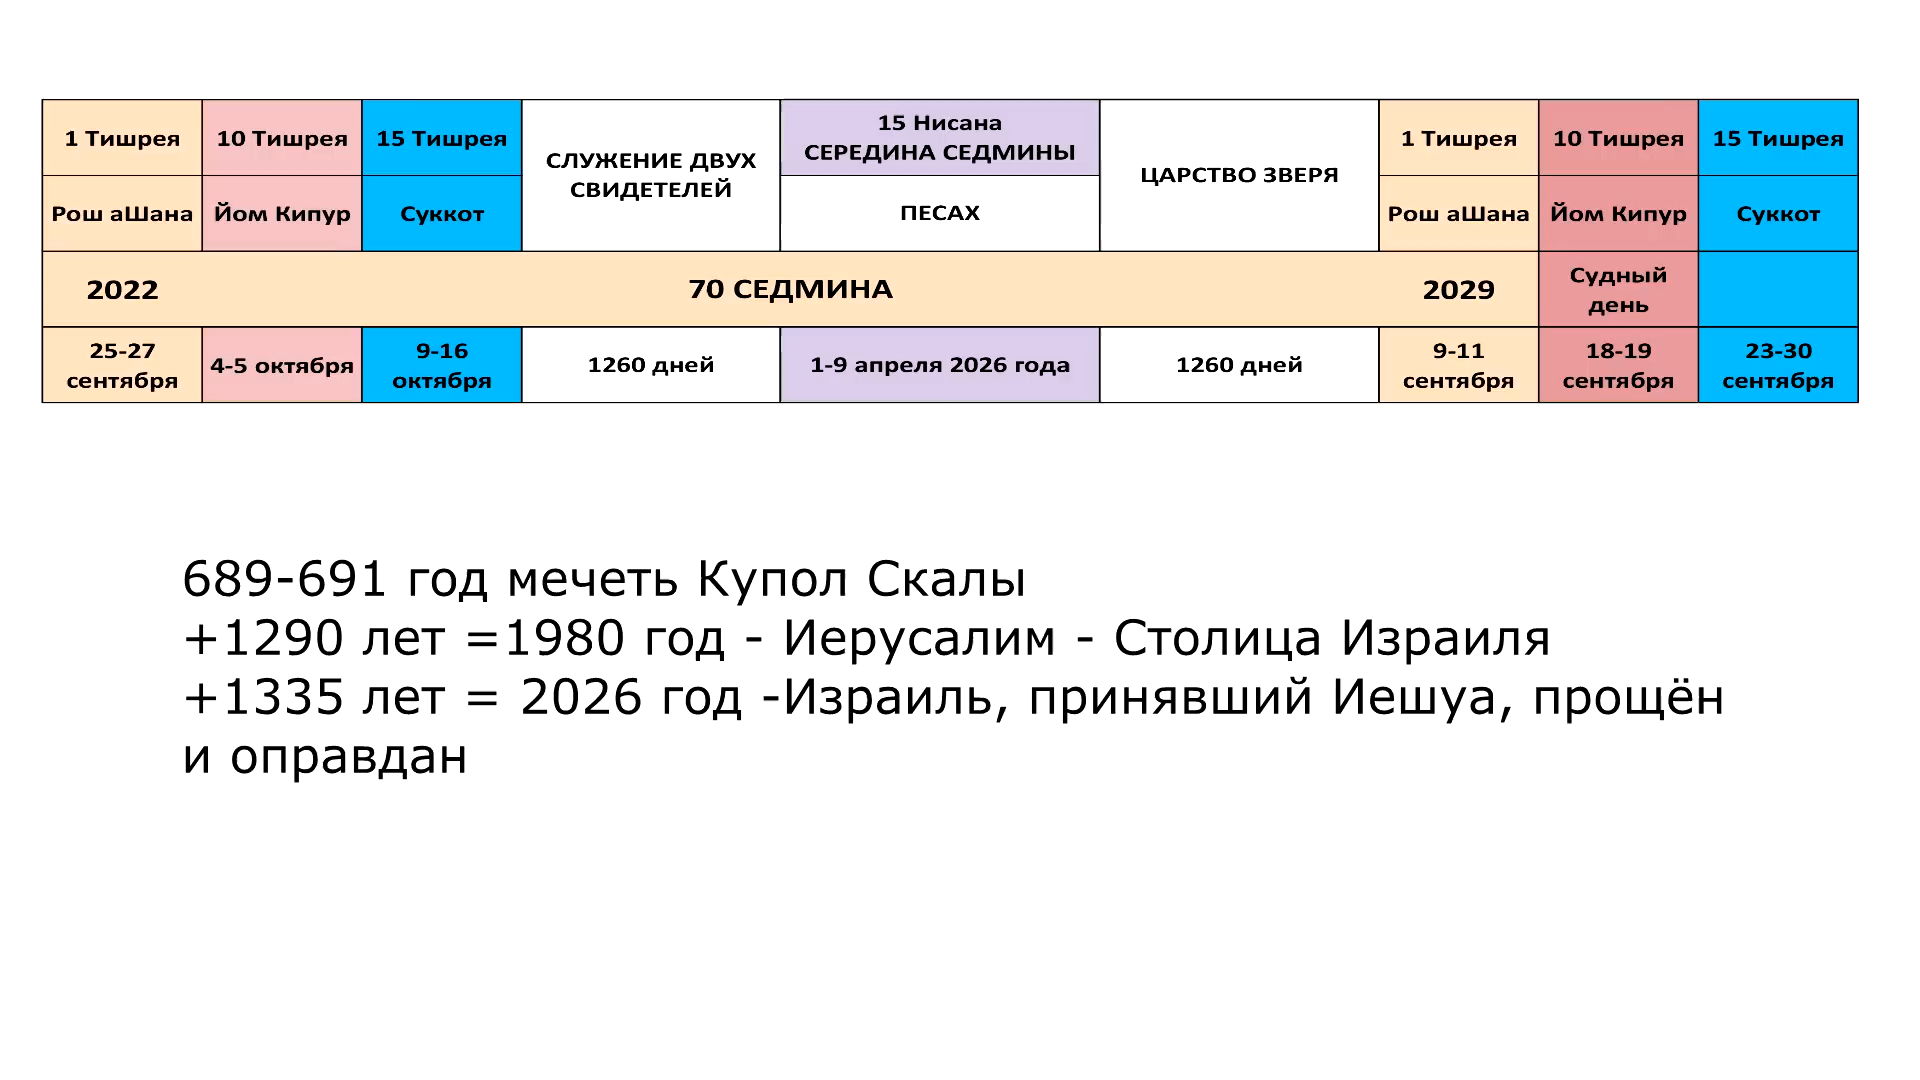 1 Тишрея
10 Тишрея
15 Тишрея
СЛУЖЕНИЕ ДВУХ
СВИДЕТЕЛЕЙ
15 Нисана
СЕРЕДИНА СЕДМИНЫ
ЦАРСТВО ЗВЕРЯ
1 Тишрея
10 Тишрея
15 Тишрея
Рош аШана
Йом Кипур
Суккот
ПЕСАХ
Рош аШана
Йом Кипур
Суккот
2022
70 СЕДМИНА
2029
Судный
день
25-27
сентября
4-5 октября
9-16
октября
1260 дней
1-9 апреля 2026 года
1260 дней
9-11
сентября
18-19
сентября
23-30
сентября
689-691 год мечеть Купол Скалы
+1290 лет =1980 год - Иерусалим - Столица Израиля
+1335 лет = 2026 год -Израиль, принявший Иешуа, прощён
и оправдан